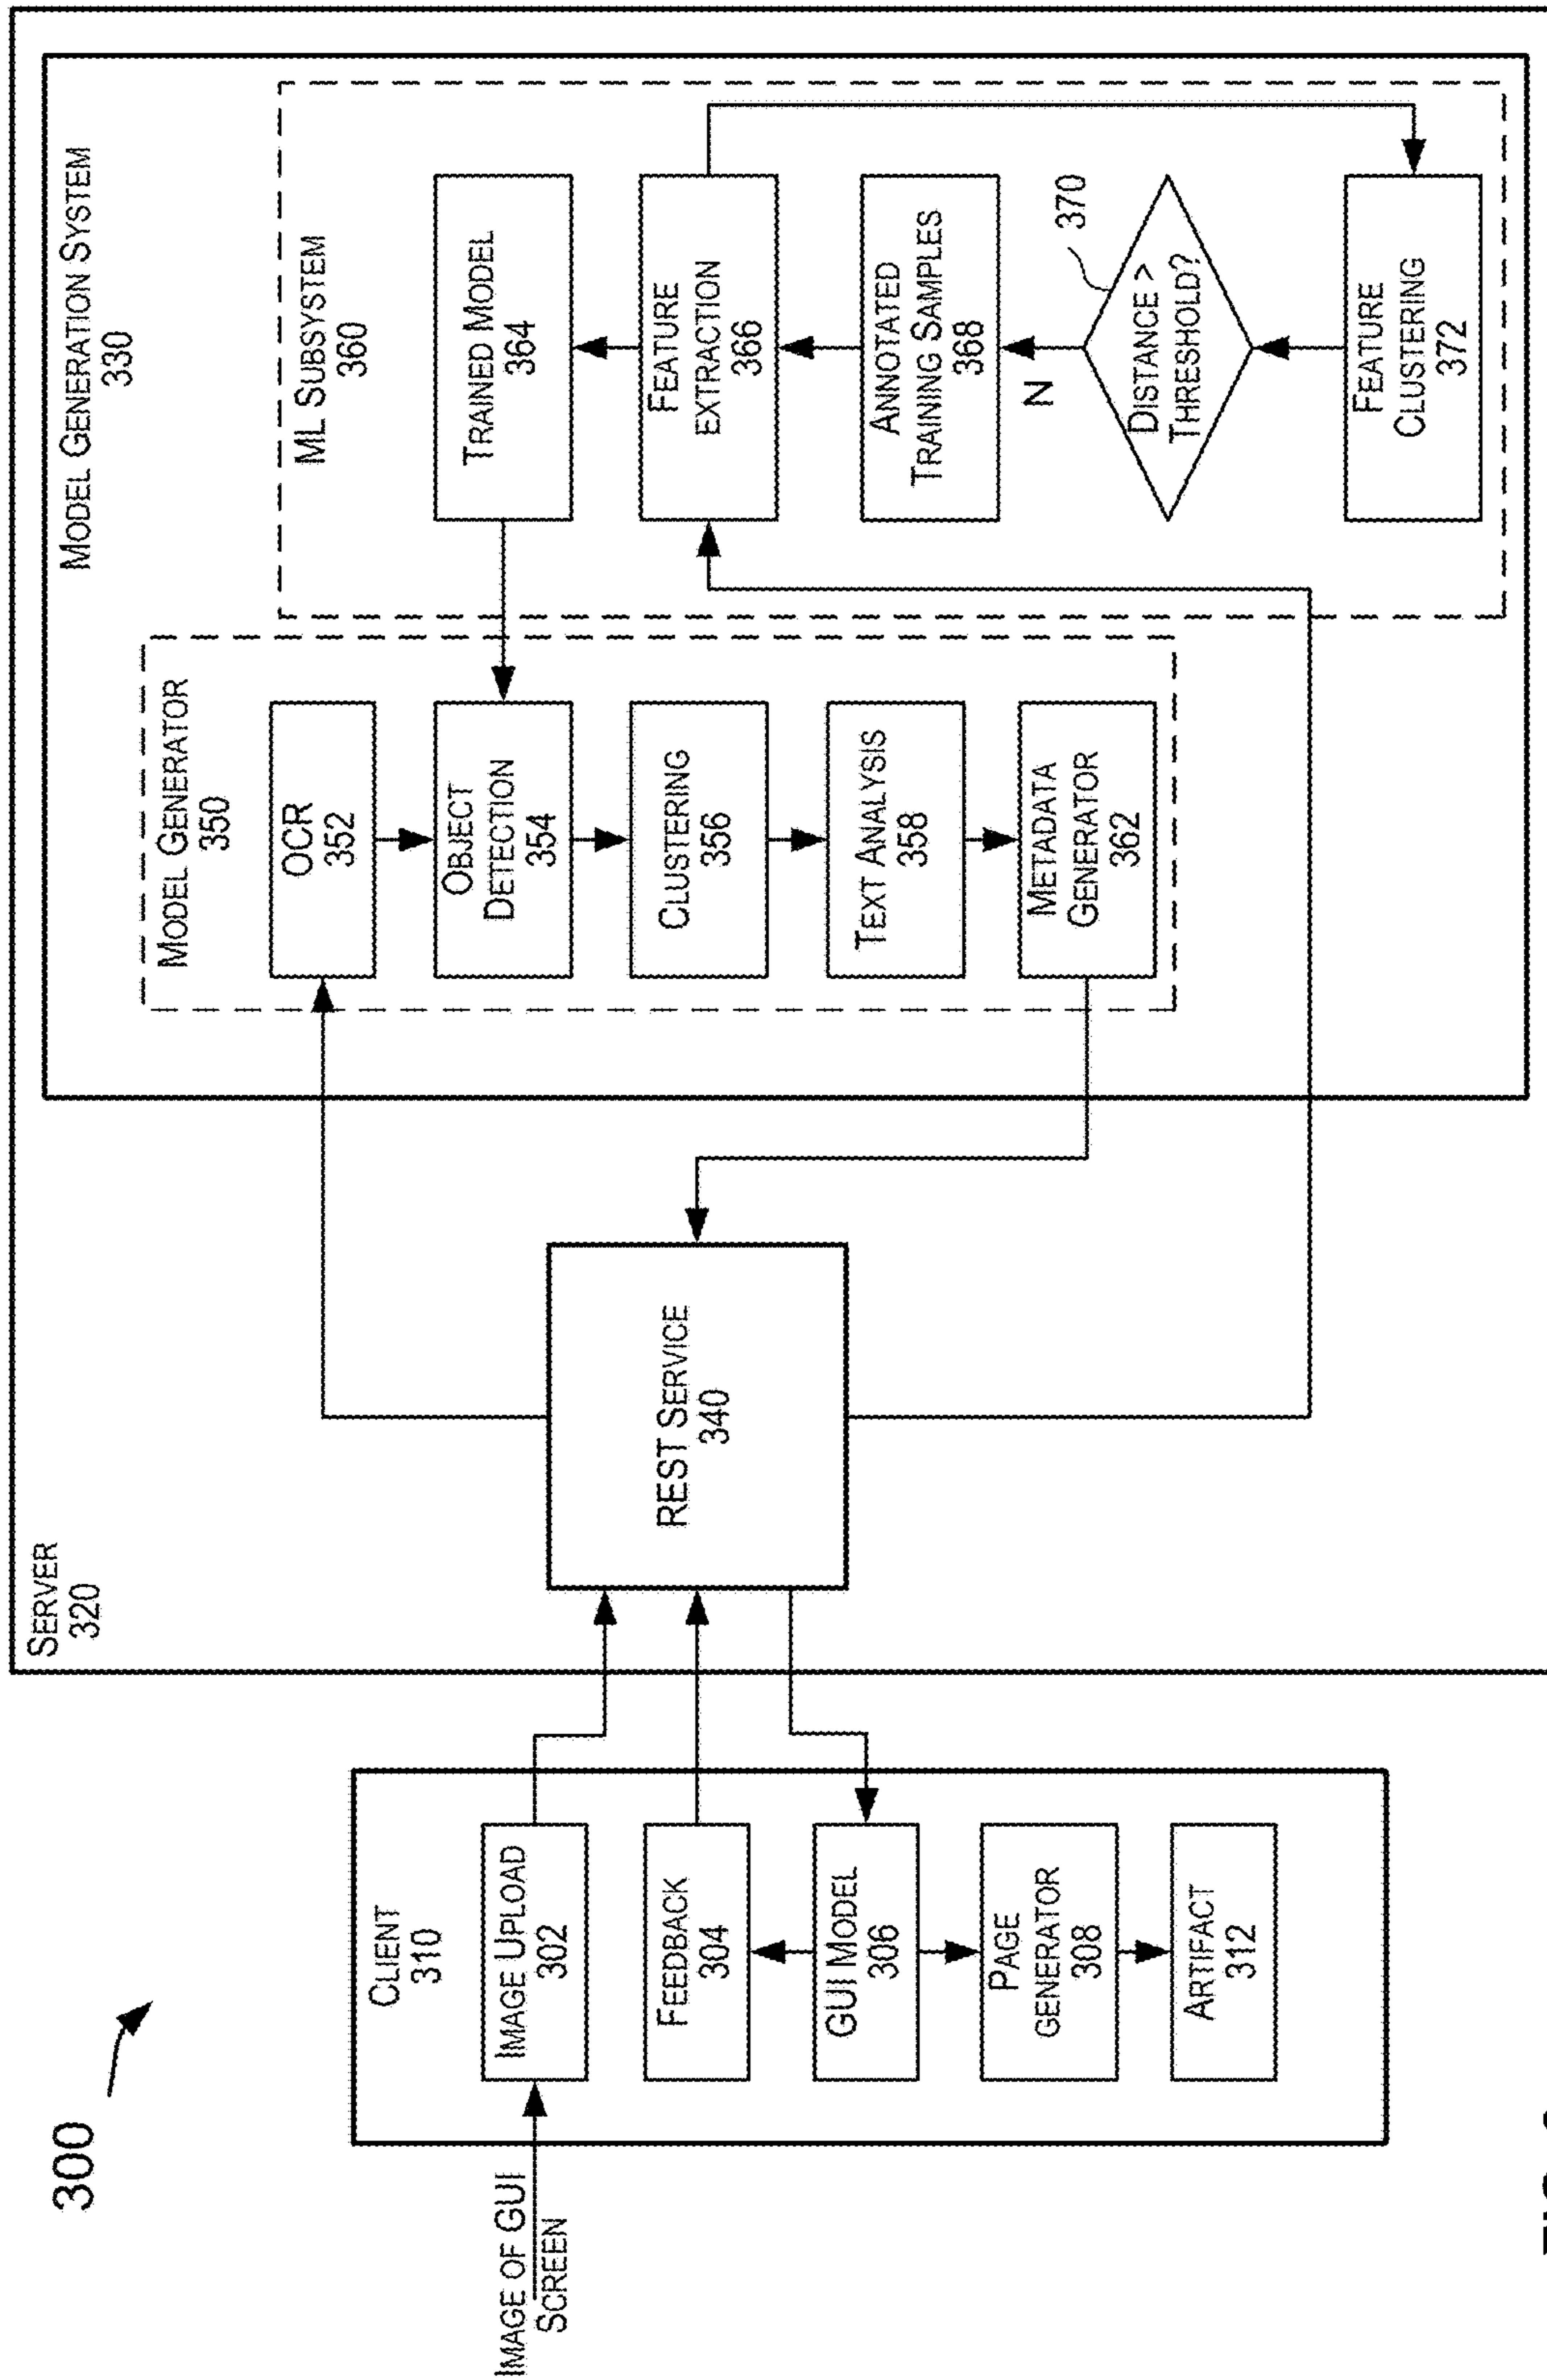 300
IMAGE OF GUI
SCREEN
CLIENT
310
IMAGE UPLOAD
302
FEEDBACK
304
GUI MODEL
306
PAGE
GENERATOR
308
ARTIFACT
312
SERVER
320
REST SERVICE
340
MODEL GENERATION SYSTEM
330
MODEL GENERATOR
350
OCR
352
OBJECT
DETECTION
354
CLUSTERING
356
TEXT ANALYSIS
358
METADATA
GENERATOR
362
ML SUBSYSTEM
360
TRAINED MODEL
364
FEATURE
EXTRACTION
366
ANNOTATED
TRAINING SAMPLES
368
N
DISTANCE >
THRESHOLD?
370
FEATURE
CLUSTERING
372